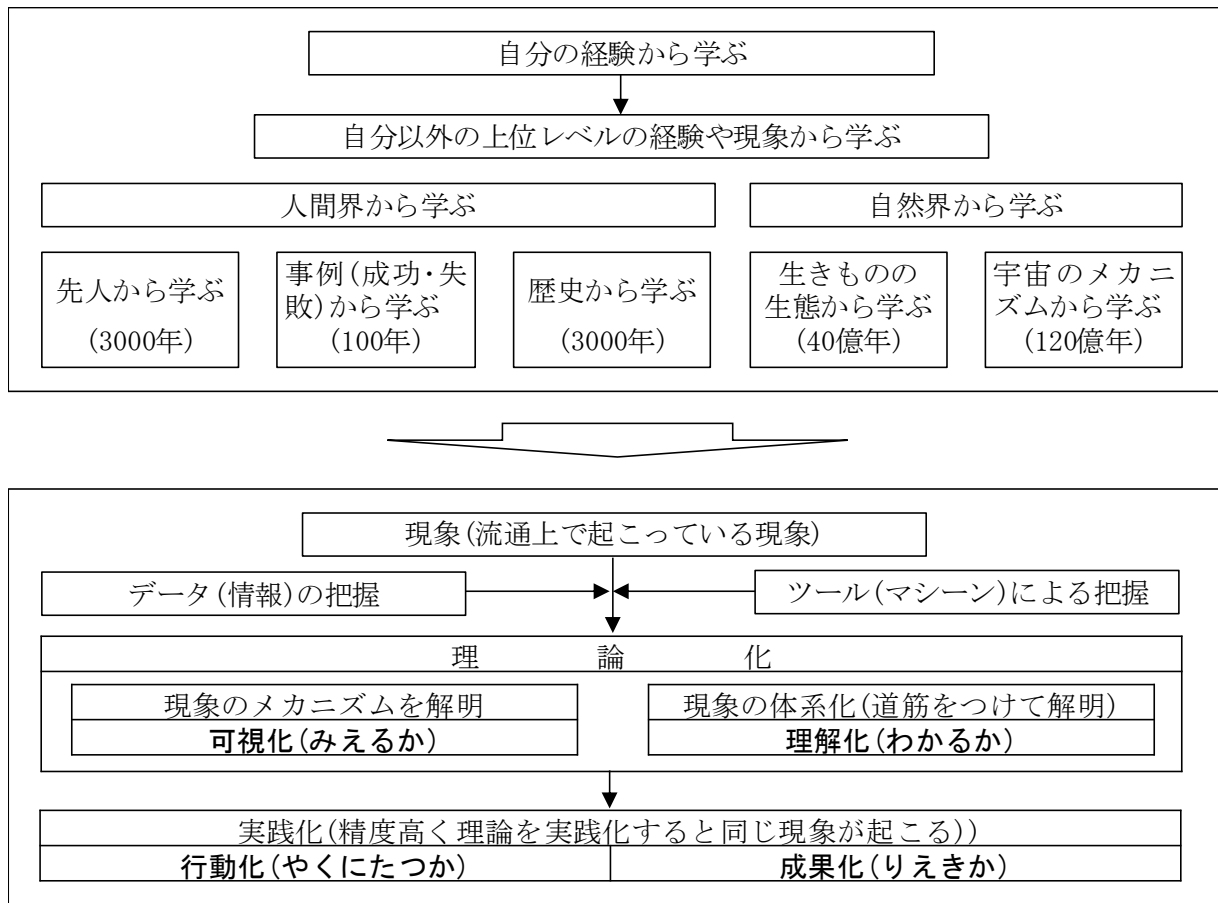 自分の経験から学ぶ
自分以外の上位レベルの経験や現象から学ぶ
人間界から学ぶ
自然界から学ぶ
先人から学ぶ
(3000年)
事例(成功・失
敗)から学ぶ
(100年)
歴史から学ぶ
(3000年)
生きものの
生態から学ぶ
(40億年)
宇宙のメカニ
ズムから学ぶ
(120億年)
現象(流通上で起こっている現象)
データ(情報)の把握
ツール(マシーン)による把握
理論化
現象のメカニズムを解明
可視化(みえるか)
現象の体系化(道筋をつけて解明)
理解化(わかるか)
実践化(精度高く理論を実践化すると同じ現象が起こる))
行動化(やくにたつか)
成果化(りえきか)